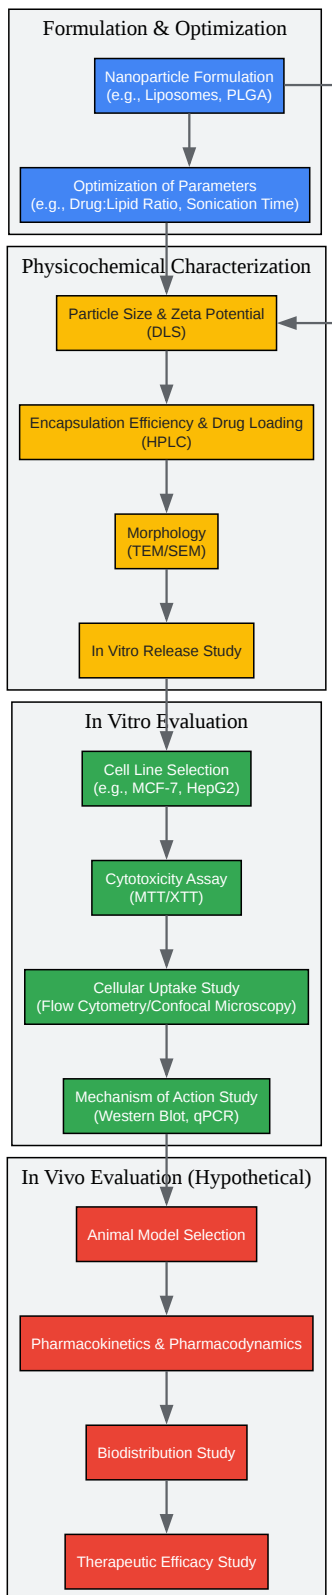 Formulation & Optimization
Nanoparticle Formulation
(e.g., Liposomes, PLGA)
Optimization of Parameters
(e.g., Drug:Lipid Ratio, Sonication Time)
Physicochemical Characterization
Particle Size & Zeta Potential
(DLS)
Encapsulation Efficiency & Drug Loading
(HPLC)
Morphology
(TEM/SEM)
In Vitro Release Study
In Vitro Evaluation
Cell Line Selection
(e.g., MCF-7, HepG2)
Cytotoxicity Assay
(MTT/XTT)
Cellular Uptake Study
(Flow Cytometry/Confocal Microscopy)
Mechanism of Action Study
(Western Blot, qPCR)
In Vivo Evaluation (Hypothetical)
Animal Model Selection
Pharmacokinetics & Pharmacodynamics
Biodistribution Study
Therapeutic Efficacy Study